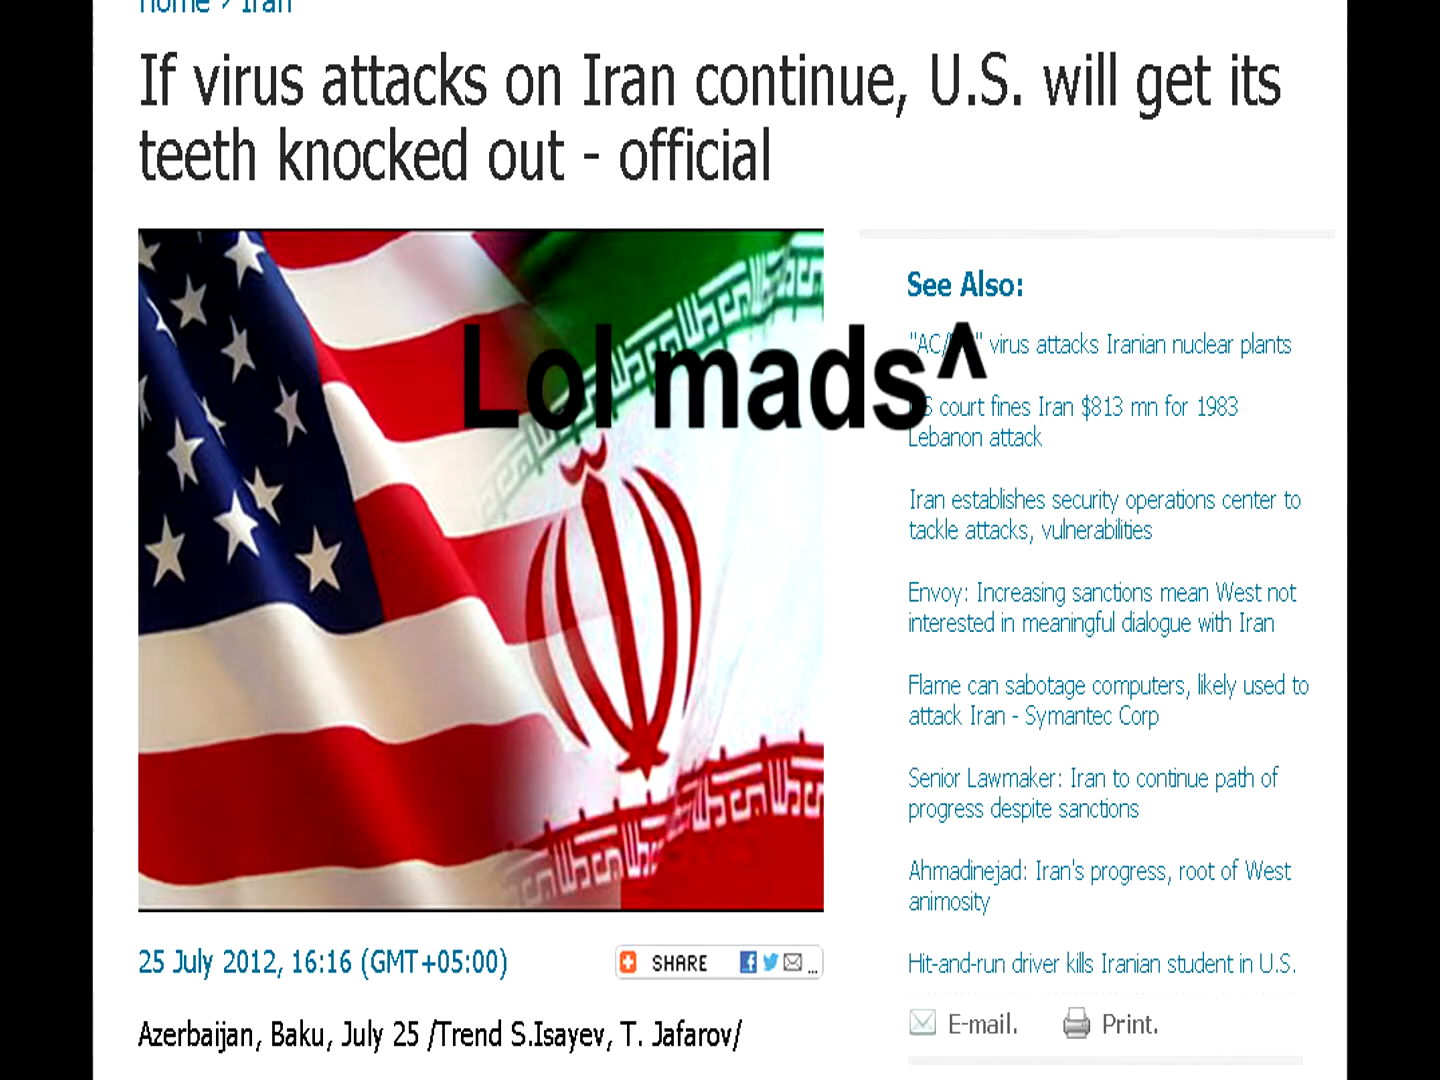 Home > Iran
If virus attacks on Iran continue, U.S. will get its
teeth knocked out - official
Lol mads^
See Also:
"AC/ " virus attacks Iranian nuclear plants
court fines Iran $813 mn for 1983
Lebanon attack
Iran establishes security operations center to
tackle attacks, vulnerabilities
Envoy: Increasing sanctions mean West not
interested in meaningful dialogue with Iran
Flame can sabotage computers, likely used to
attack Iran - Symantec Corp
Senior Lawmaker: Iran to continue path of
progress despite sanctions
Ahmadinejad: Iran's progress, root of West
animosity
Hit-and-run driver kills Iranian student in U.S.
E-mail. Print.
25 July 2012, 16:16 (GMT+05:00)
SHARE ...
Azerbaijan, Baku, July 25 /Trend S.Isayev, T. Jafarov/